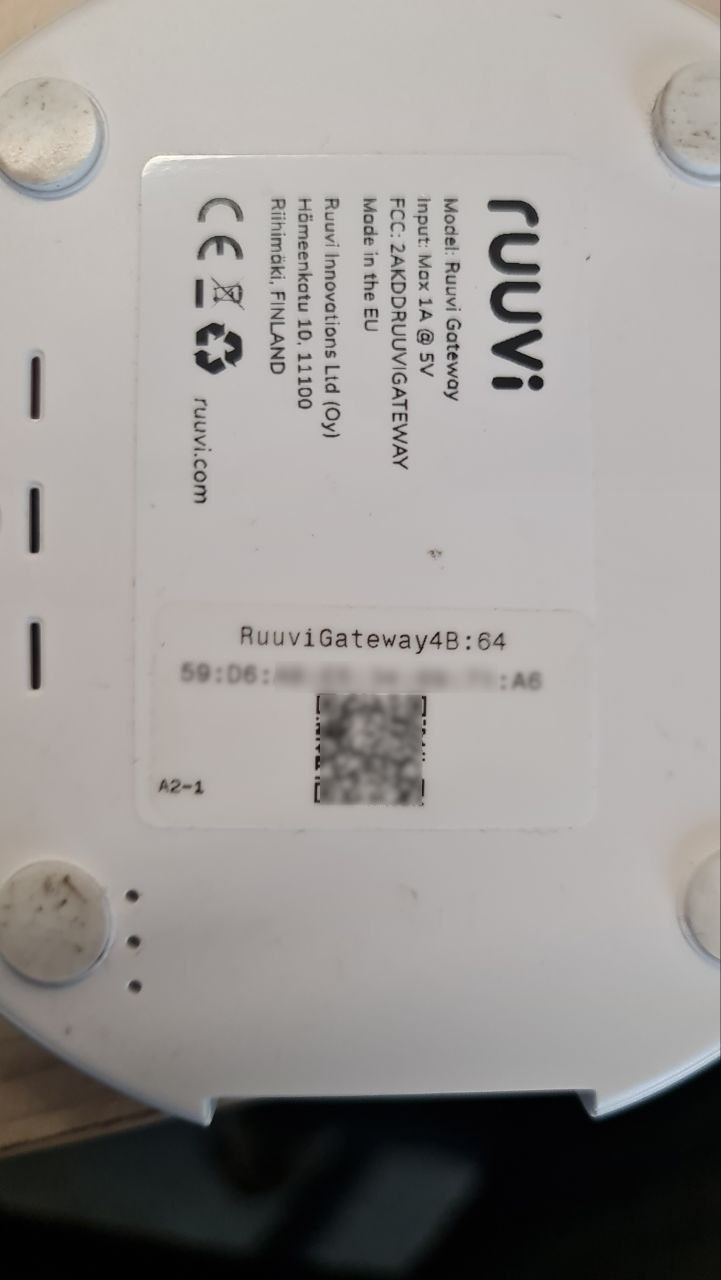 ruuvi
Model: Ruuvi Gateway
Input: Max 1A @ 5V
FCC: 2AKDDRUUVIGATEWAY
Made in the EU
Ruuvi Innovations Ltd (Oy)
Hämeenkatu 10, 11100
Riihimäki, FINLAND
CE ruuvi.com
RuuviGateway4B:64
59:D6: :A6
A2-1